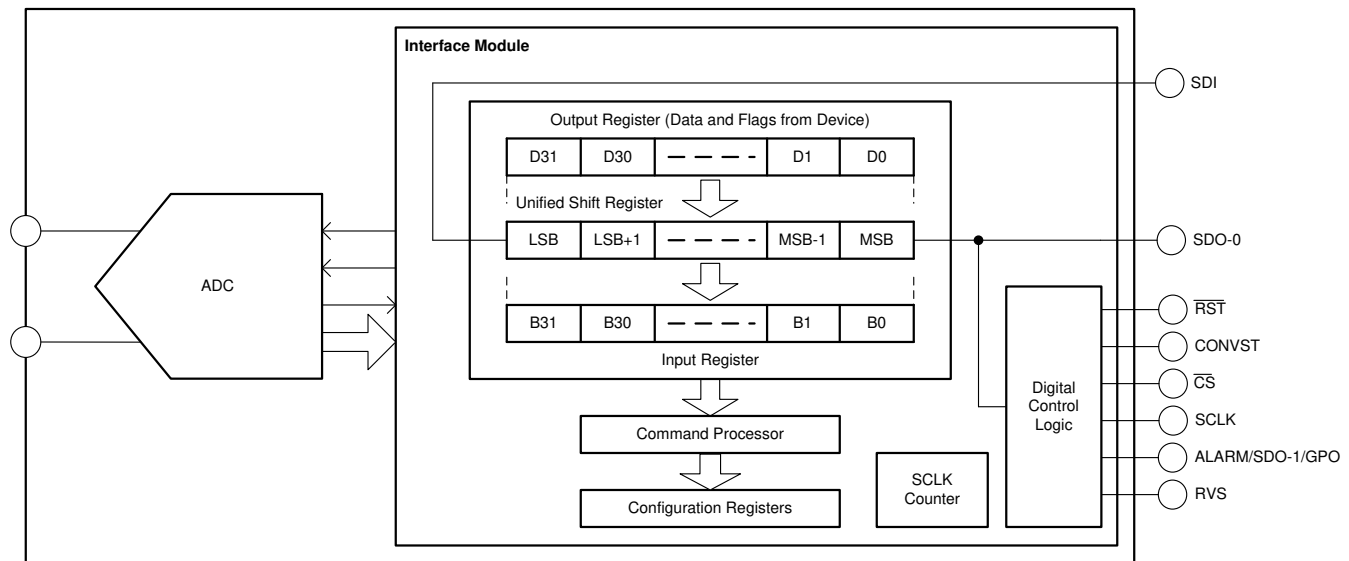 Interface Module
SDI
Output Register (Data and Flags from Device)
D31 D30 D1 D0
Unified Shift Register
LSB LSB+1 MSB-1 MSB
SDO-0
ADC
B31 B30 B1 B0
Input Register
RST
CONVST
CS
SCLK
ALARM/SDO-1/GPO
RVS
Digital
Control
Logic
Command Processor
SCLK
Counter
Configuration Registers